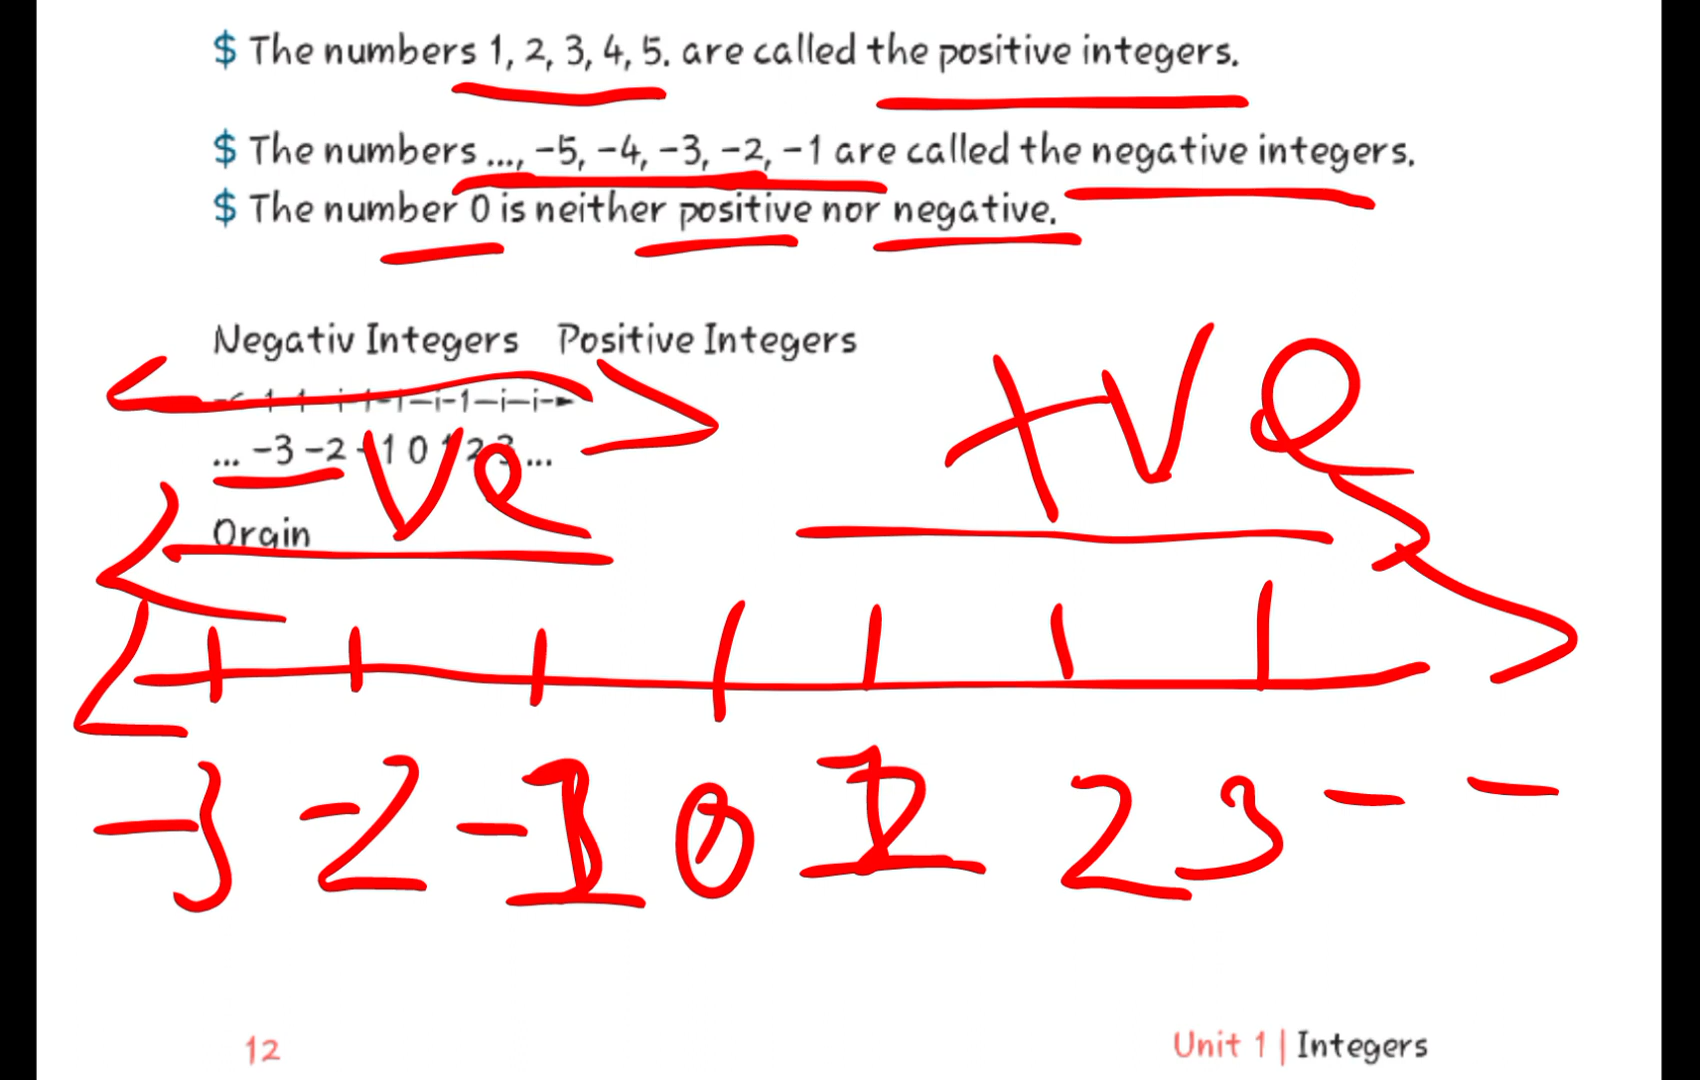 $ The numbers 1, 2, 3, 4, 5. are called the positive integers.
$ The numbers ..., -5, -4, -3, -2, -1 are called the negative integers.
$ The number 0 is neither positive nor negative.
Negativ Integers Positive Integers
... -3 -2 -1 0 1 2 3 ...
-ve
+ve
Orgin
-3 -2 -1 0 1 2 3 - -
12
Unit 1 | Integers